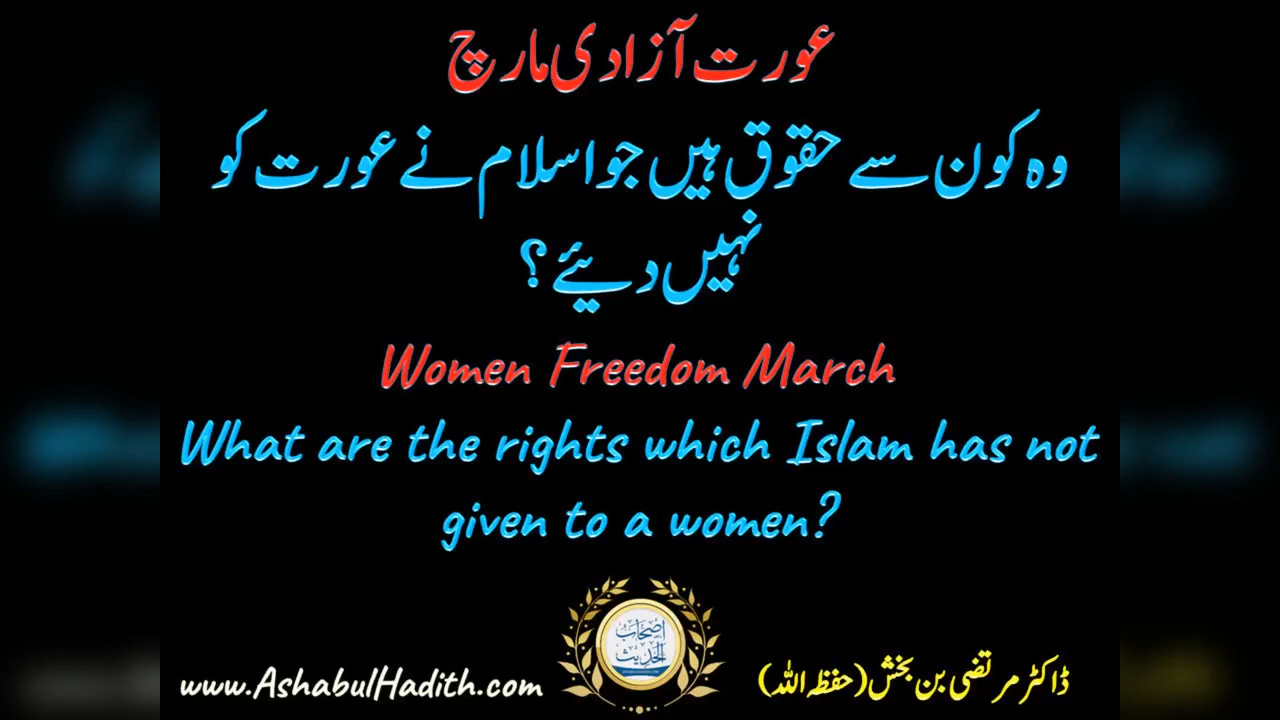 عورت آزادی مارچ
وہ کون سے حقوق ہیں جو اسلام نے عورت کو
نہیں دیئے؟
Women Freedom March
What are the rights which Islam has not
given to a women?
اصحاب
الحدیث
www.AshabulHadith.com
ڈاکٹر مرتضی بن بخش (حفظہ اللہ)